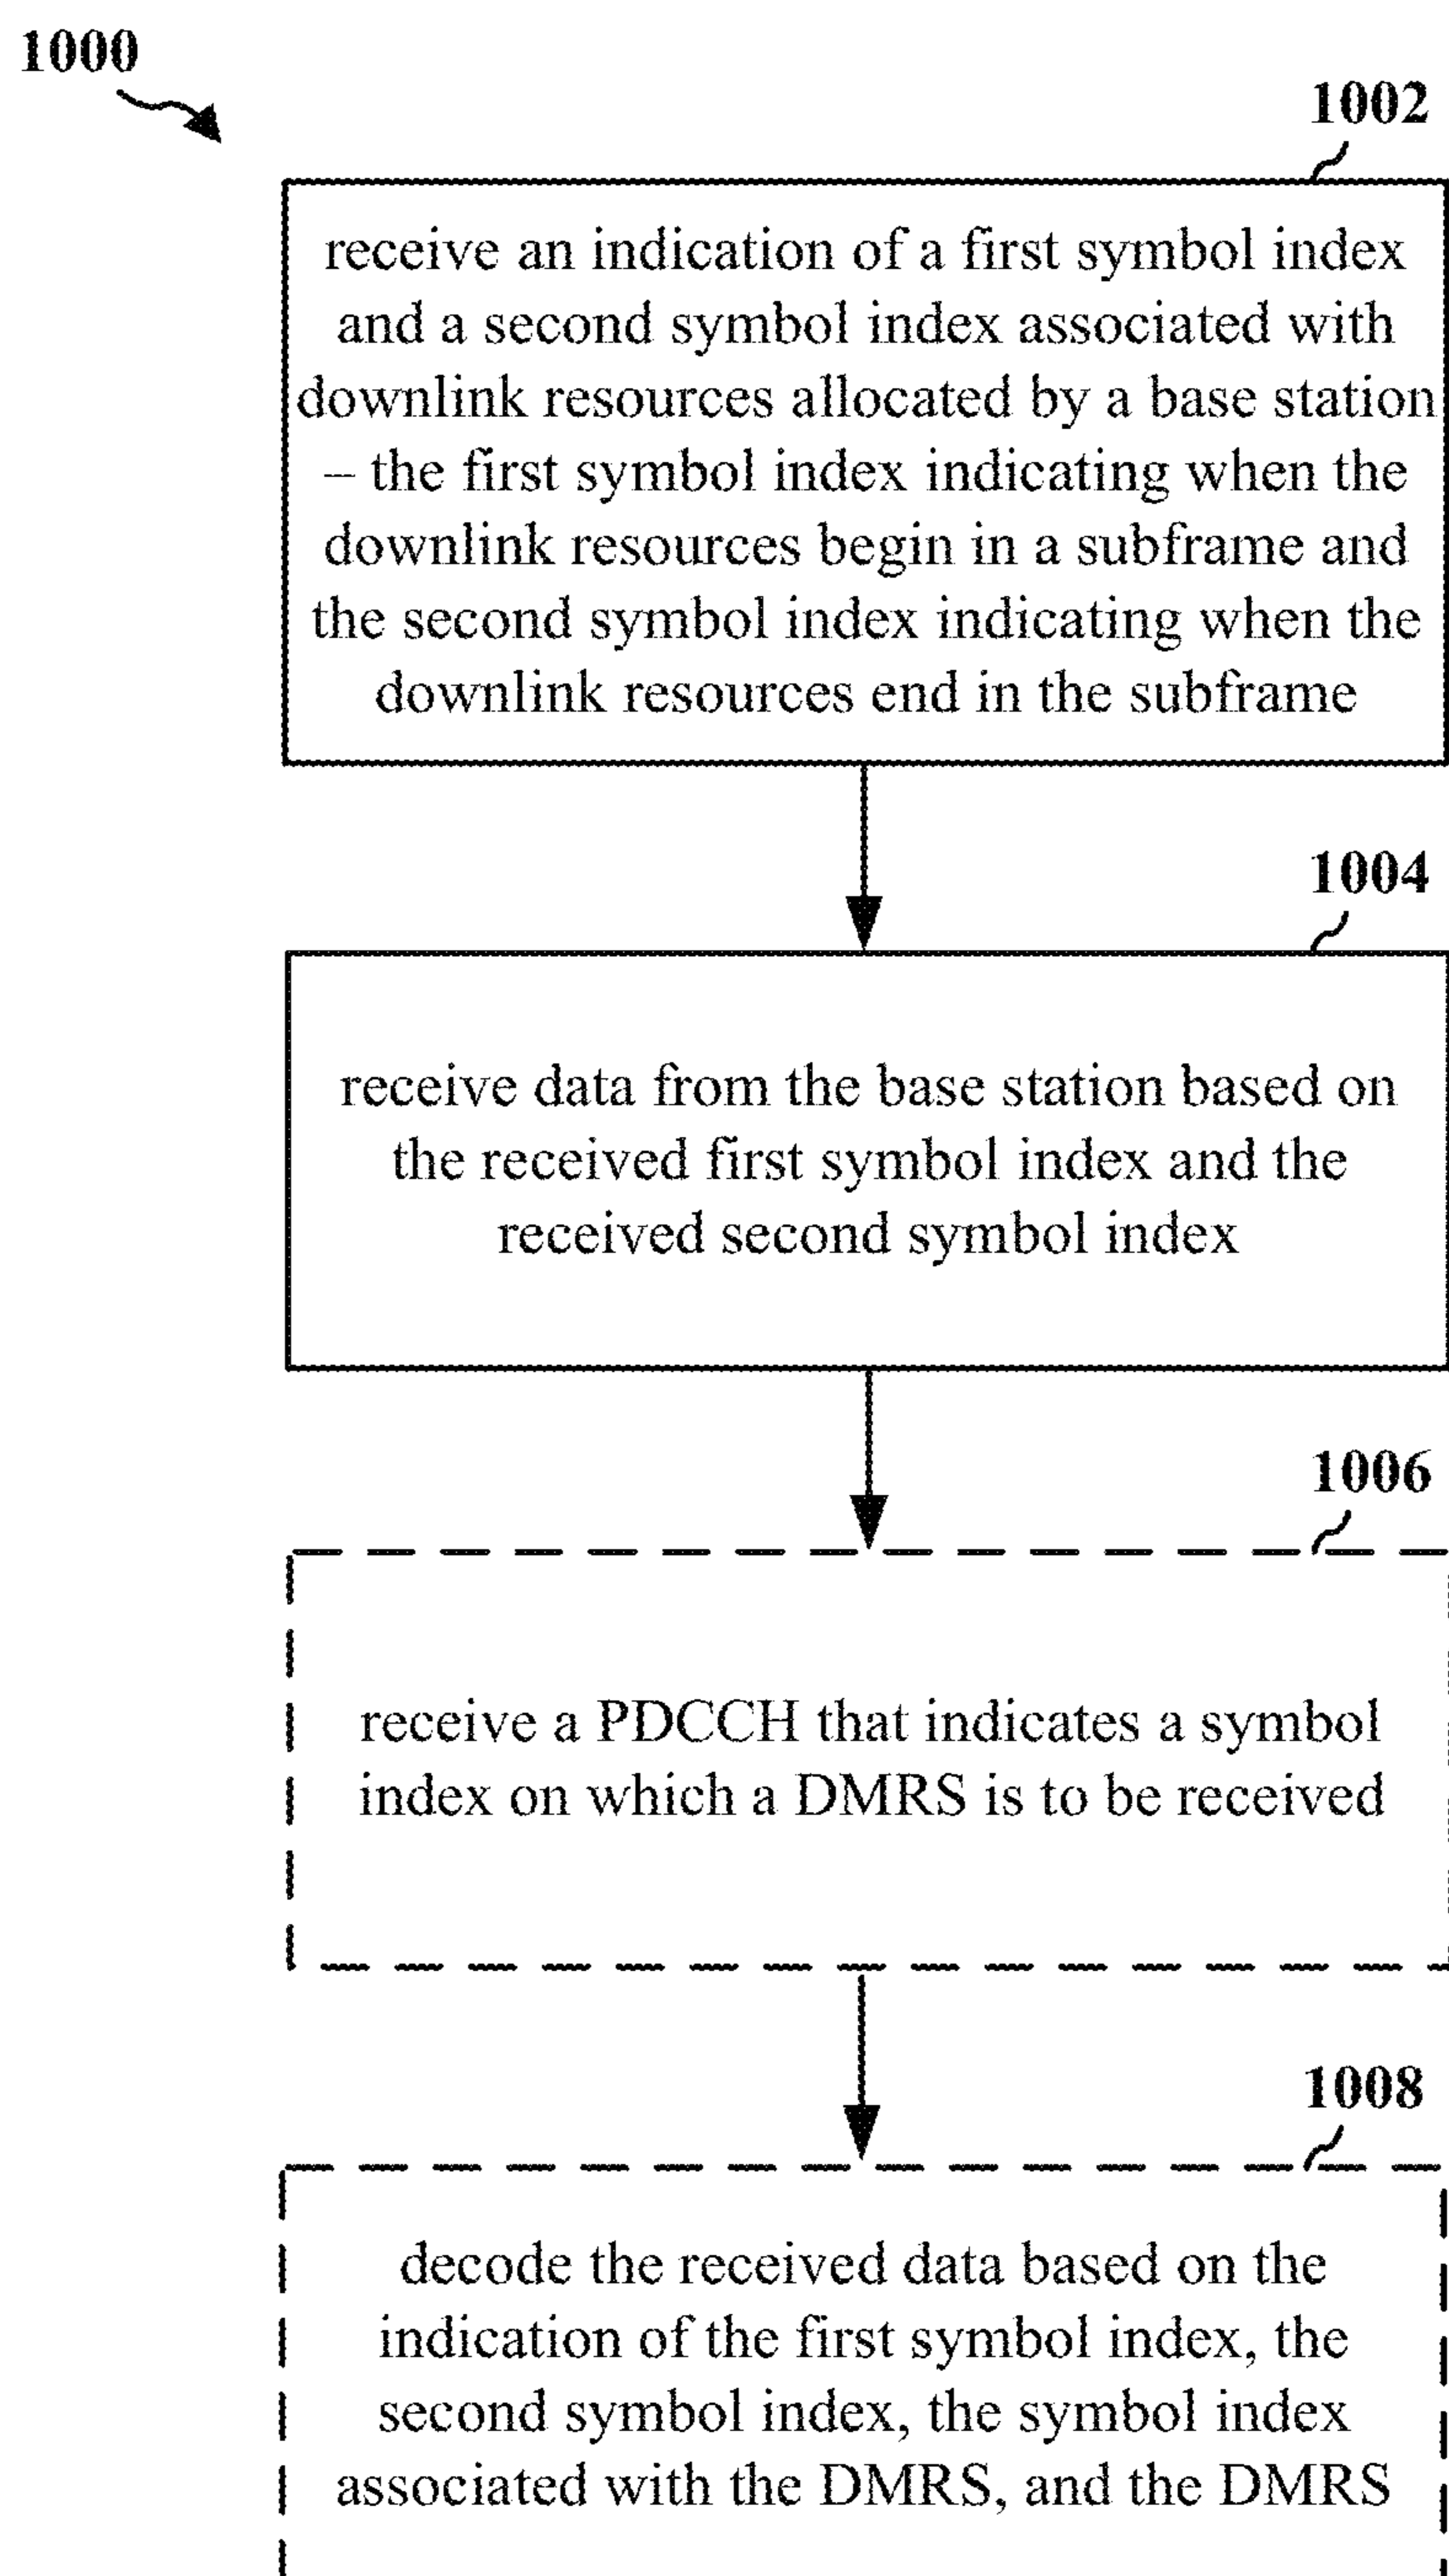 1000
1002
receive an indication of a first symbol index
and a second symbol index associated with
downlink resources allocated by a base station
– the first symbol index indicating when the
downlink resources begin in a subframe and
the second symbol index indicating when the
downlink resources end in the subframe
1004
receive data from the base station based on
the received first symbol index and the
received second symbol index
1006
receive a PDCCH that indicates a symbol
index on which a DMRS is to be received
1008
decode the received data based on the
indication of the first symbol index, the
second symbol index, the symbol index
associated with the DMRS, and the DMRS